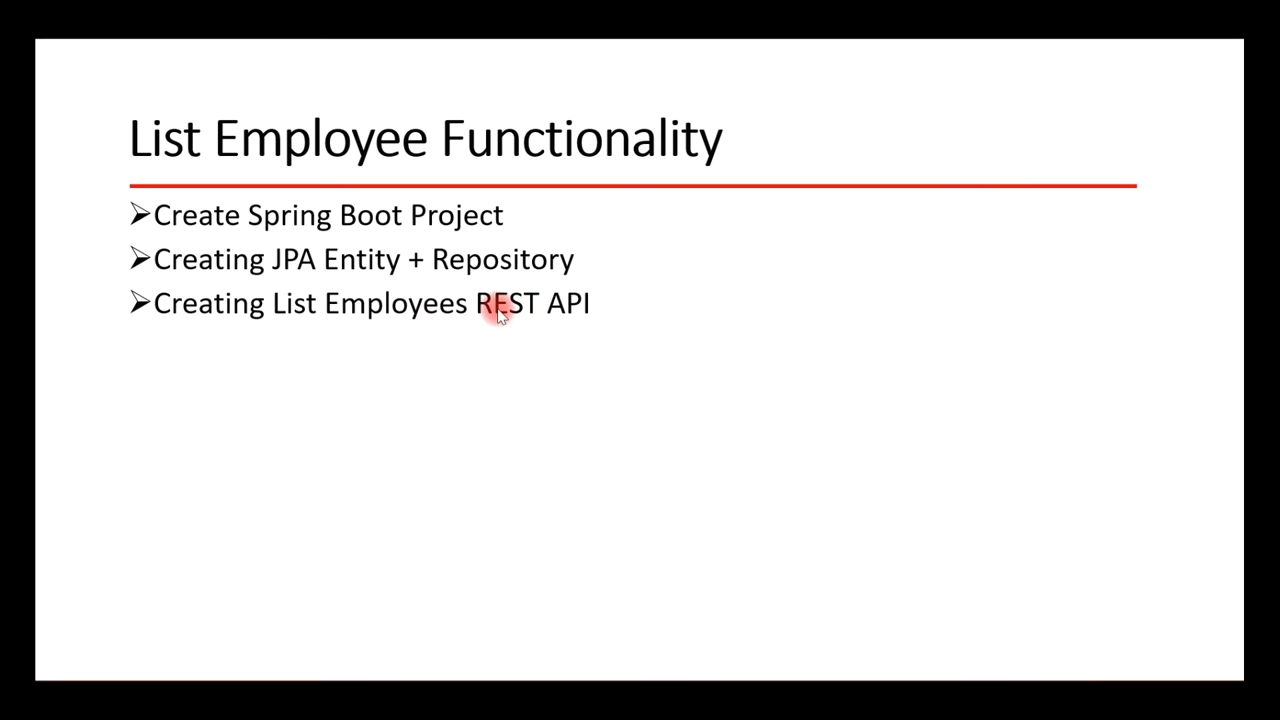 List Employee Functionality
➢Create Spring Boot Project
➢Creating JPA Entity + Repository
➢Creating List Employees REST API